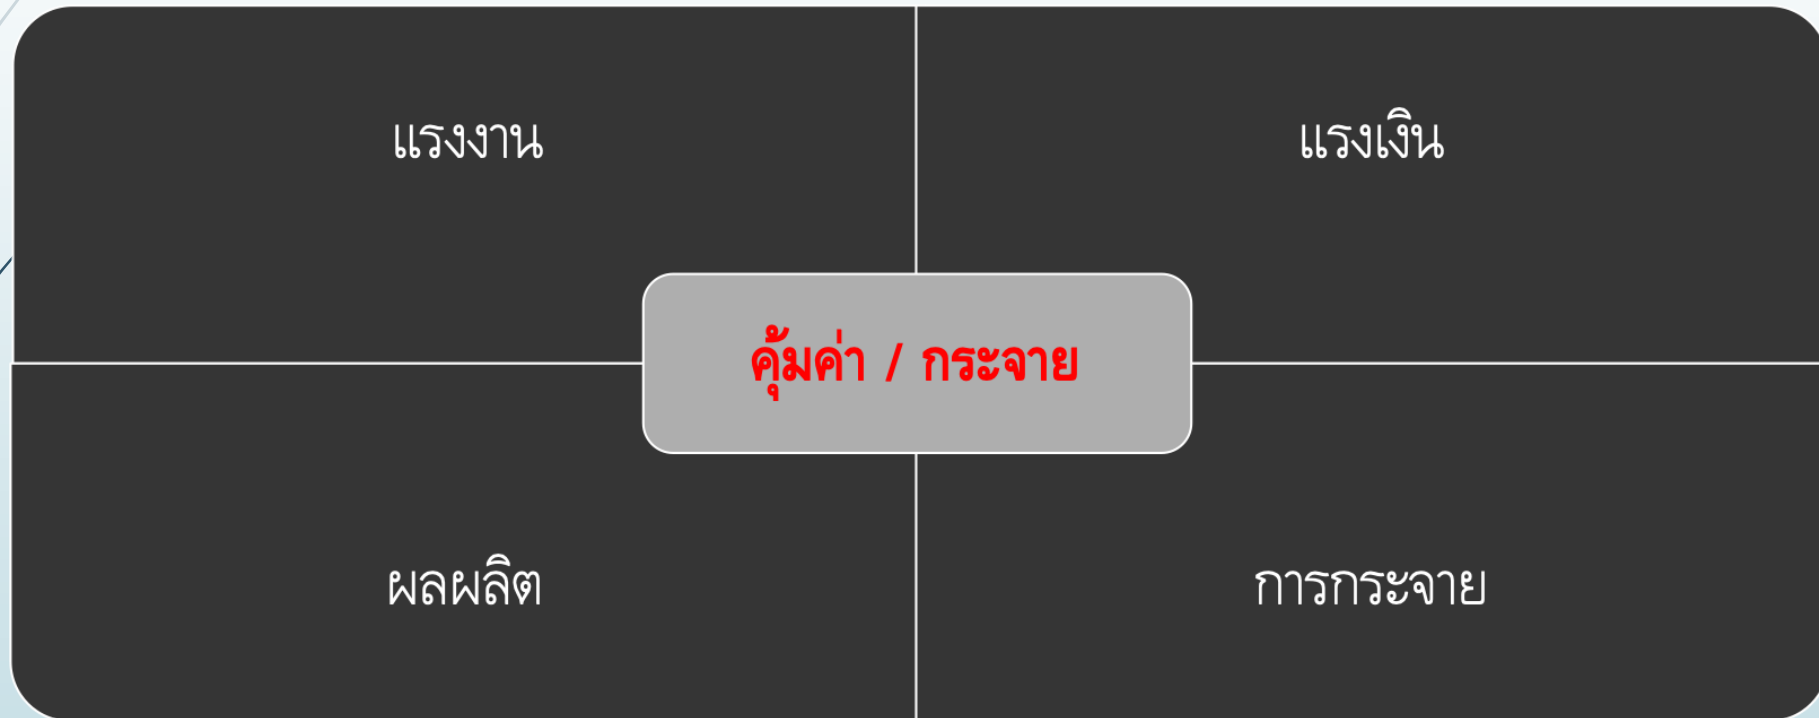 แรงงาน
แรงเงิน
คุ้มค่า / กระจาย
ผลผลิต
การกระจาย